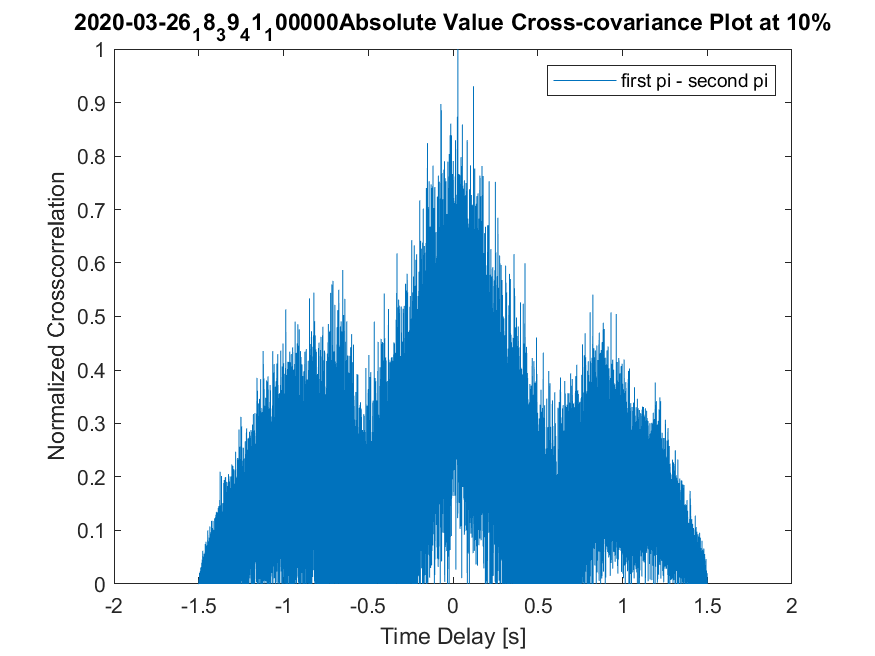 2020-03-26₁8₃9₄1₁00000Absolute Value Cross-covariance Plot at 10%
1
first pi - second pi
0.9
0.8
0.7
0.6
0.5
0.4
0.3
0.2
0.1
0
Normalized Crosscorrelation
-2 -1.5 -1 -0.5 0 0.5 1 1.5 2
Time Delay [s]